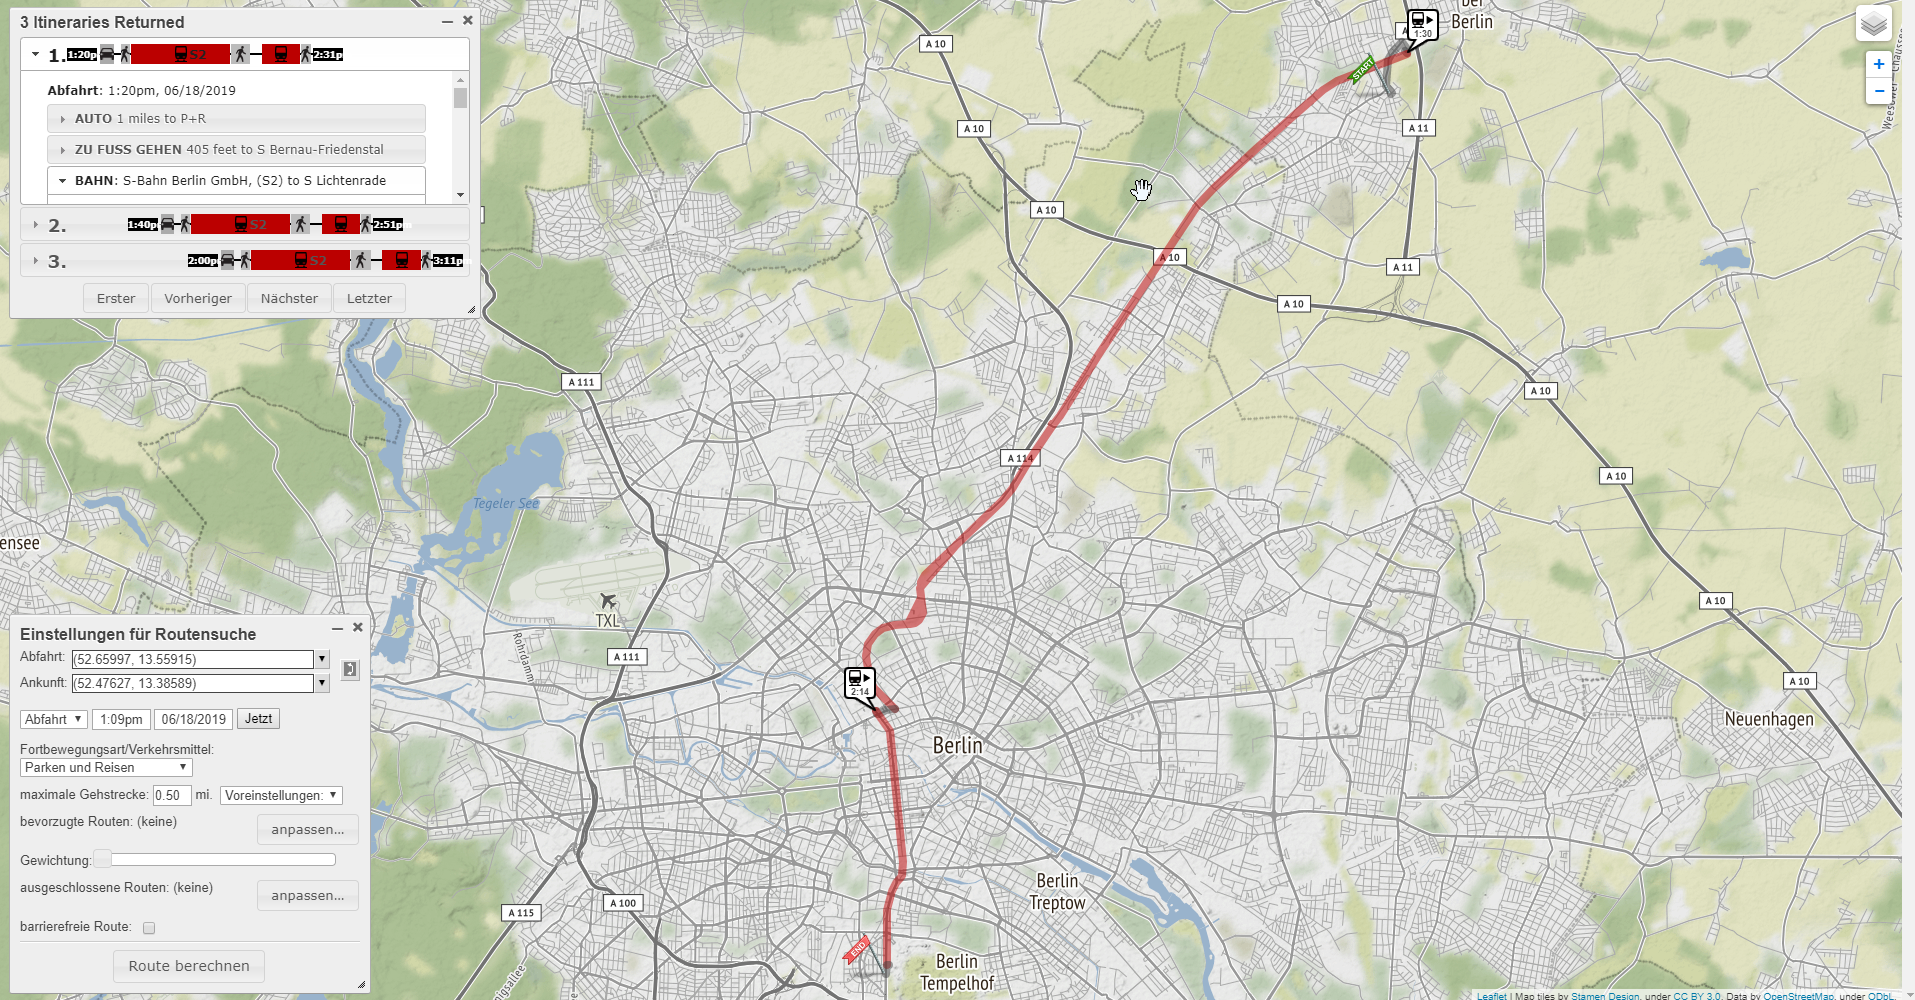 3 Itineraries Returned
1. 1:20p S2 2:31p
Abfahrt: 1:20pm, 06/18/2019
AUTO 1 miles to P+R
ZU FUSS GEHEN 405 feet to S Bernau-Friedenstal
BAHN: S-Bahn Berlin GmbH, (S2) to S Lichtenrade
2. 1:40p S2 2:51p
3. 2:00p S2 3:11p
Erster Vorheriger Nächster Letzter
Einstellungen für Routensuche
Abfahrt: (52.65997, 13.55915)
Ankunft: (52.47627, 13.38589)
Abfahrt 1:09pm 06/18/2019 Jetzt
Fortbewegungsart/Verkehrsmittel:
Parken und Reisen
maximale Gehstrecke: 0.50 mi. Voreinstellungen:
bevorzugte Routen: (keine)
anpassen...
Gewichtung:
ausgeschlossene Routen: (keine)
anpassen...
barrierefreie Route:
Route berechnen
Berlin
1:30
START
A 10
A 10
A 11
A 10
A 10
A 11
A 10
A 111
A 10
A 114
A 10
Tegeler See
ensee
TXL
A 10
Rohrdamm
A 111
2:14
A 10
Neuenhagen
Berlin
Berlin
Treptow
A 100
A 115
END
Berlin
Tempelhof
+
−
Leaflet | Map tiles by Stamen Design, under CC BY 3.0. Data by OpenStreetMap, under ODbL.